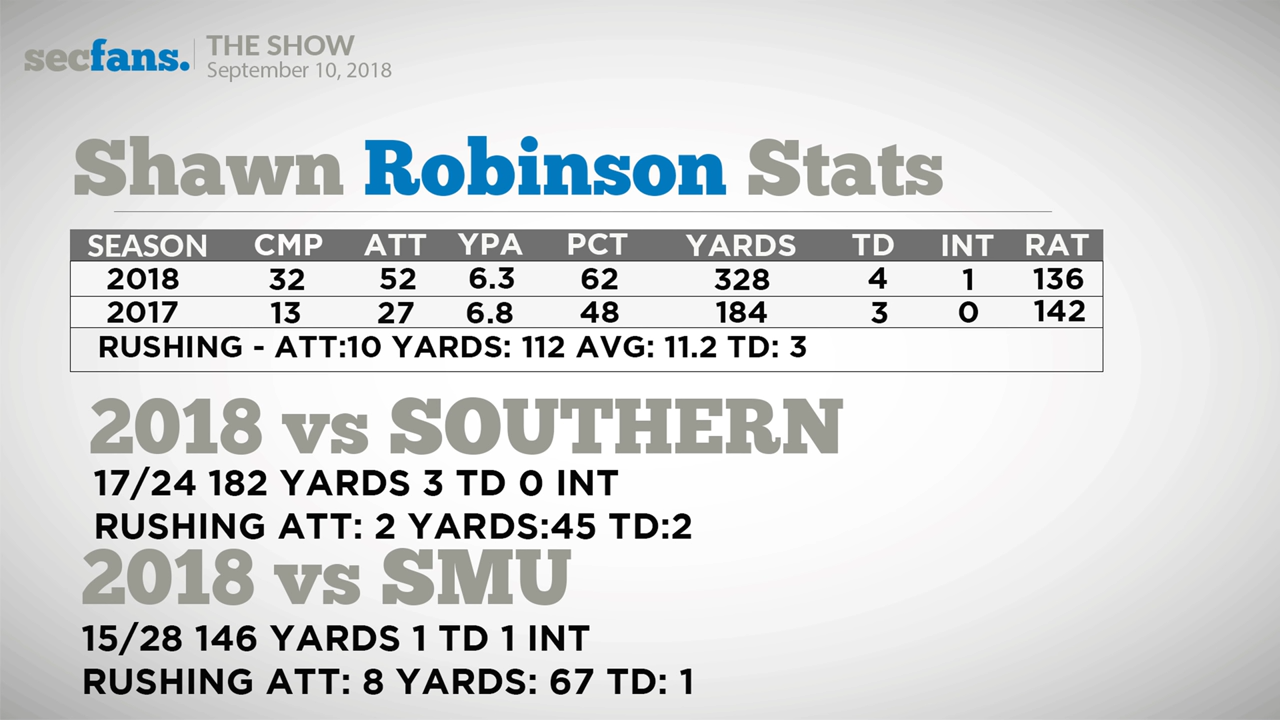 secfans. THE SHOW
September 10, 2018
Shawn Robinson Stats
SEASON CMP ATT YPA PCT YARDS TD INT RAT
2018 32 52 6.3 62 328 4 1 136
2017 13 27 6.8 48 184 3 0 142
RUSHING - ATT:10 YARDS: 112 AVG: 11.2 TD: 3
2018 vs SOUTHERN
17/24 182 YARDS 3 TD 0 INT
RUSHING ATT: 2 YARDS:45 TD:2
2018 vs SMU
15/28 146 YARDS 1 TD 1 INT
RUSHING ATT: 8 YARDS: 67 TD: 1